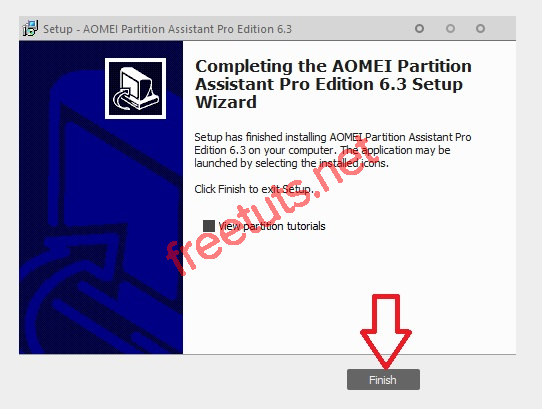 Setup - AOMEI Partition Assistant Pro Edition 6.3
Completing the AOMEI Partition
Assistant Pro Edition 6.3 Setup
Wizard
Setup has finished installing AOMEI Partition Assistant Pro
Edition 6.3 on your computer. The application may be
launched by selecting the installed icons.
Click Finish to exit Setup.
View partition tutorials
freetuts.net
Finish